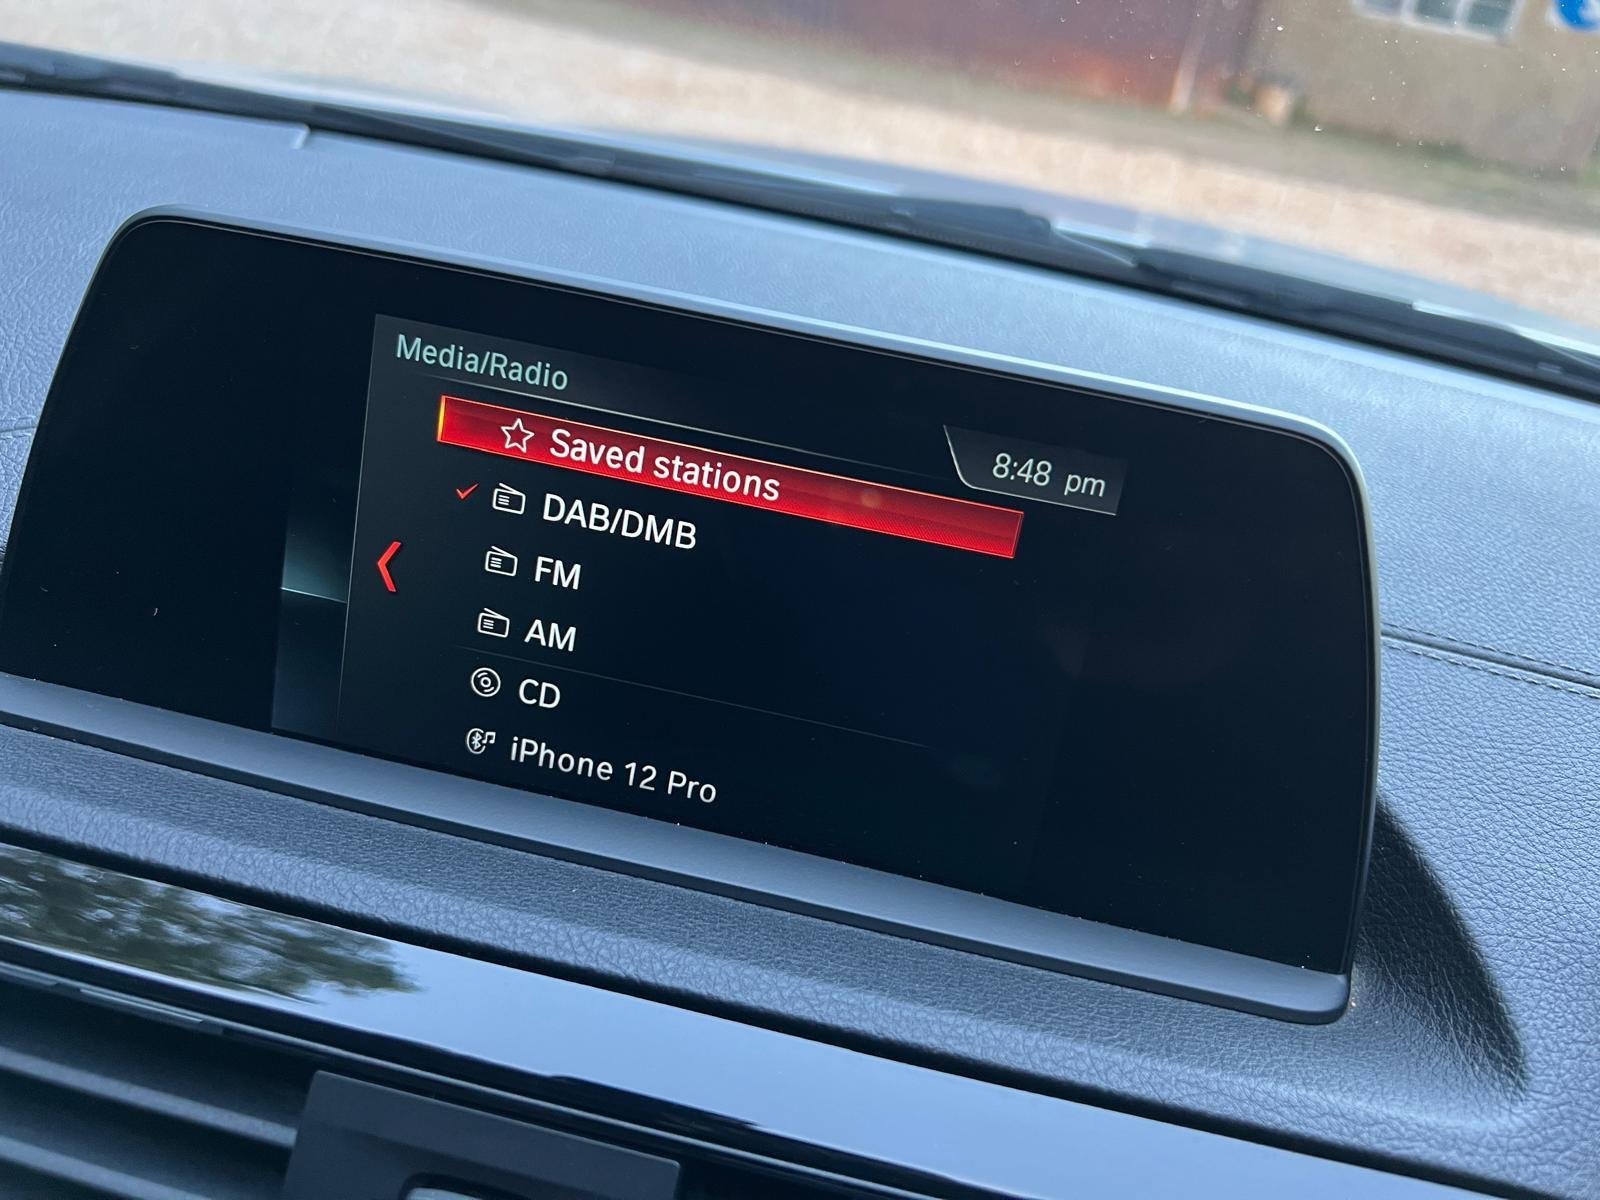 Media/Radio
8:48 pm
Saved stations
DAB/DMB
FM
AM
CD
iPhone 12 Pro